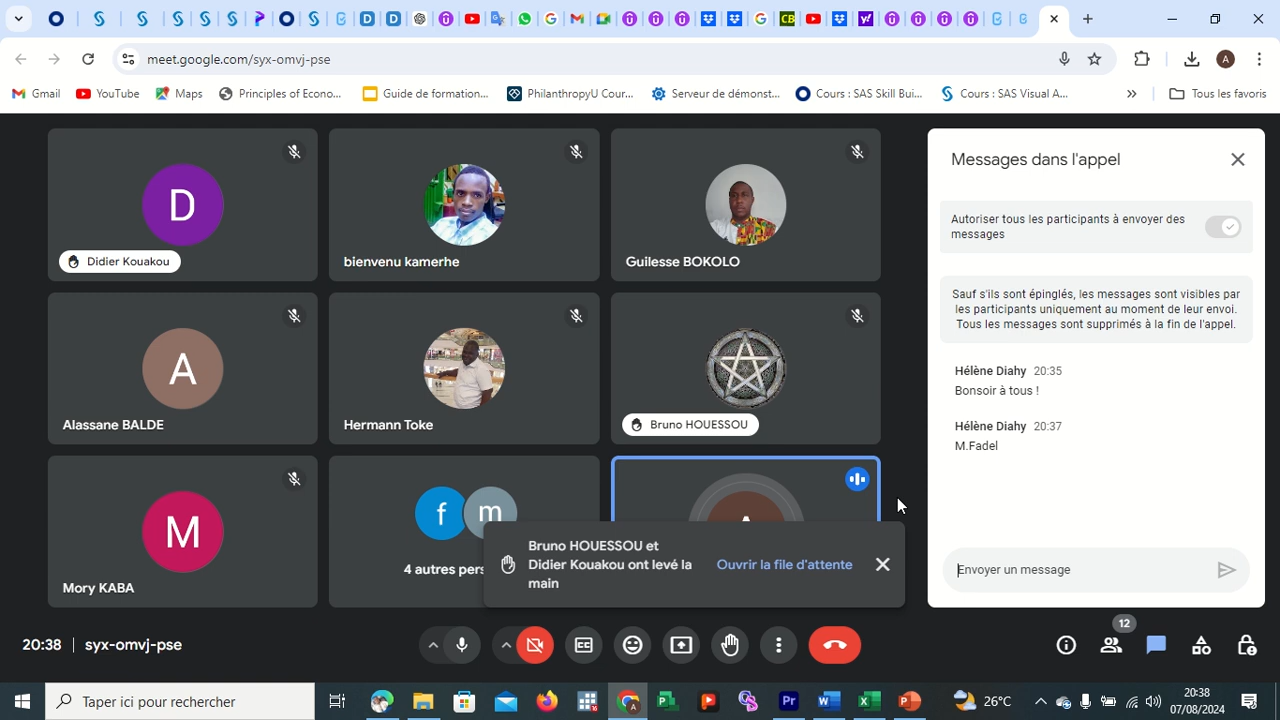 meet.google.com/syx-omvj-pse
A
Gmail
YouTube
Maps
Principles of Econo...
Guide de formation...
PhilanthropyU Cour...
Serveur de démonst...
Cours : SAS Skill Bui...
Cours : SAS Visual A...
Tous les favoris
D
Didier Kouakou
bienvenu kamerhe
Guilesse BOKOLO
A
Alassane BALDE
Hermann Toke
Bruno HOUESSOU
M
Mory KABA
f
m
4 autres pers
Bruno HOUESSOU et
Didier Kouakou ont levé la
main
Ouvrir la file d'attente
Messages dans l'appel
Autoriser tous les participants à envoyer des
messages
Sauf s'ils sont épinglés, les messages sont visibles par
les participants uniquement au moment de leur envoi.
Tous les messages sont supprimés à la fin de l'appel.
Hélène Diahy 20:35
Bonsoir à tous !
Hélène Diahy 20:37
M.Fadel
Envoyer un message
20:38 | syx-omvj-pse
12
Taper ici pour rechercher
26°C
20:38
07/08/2024